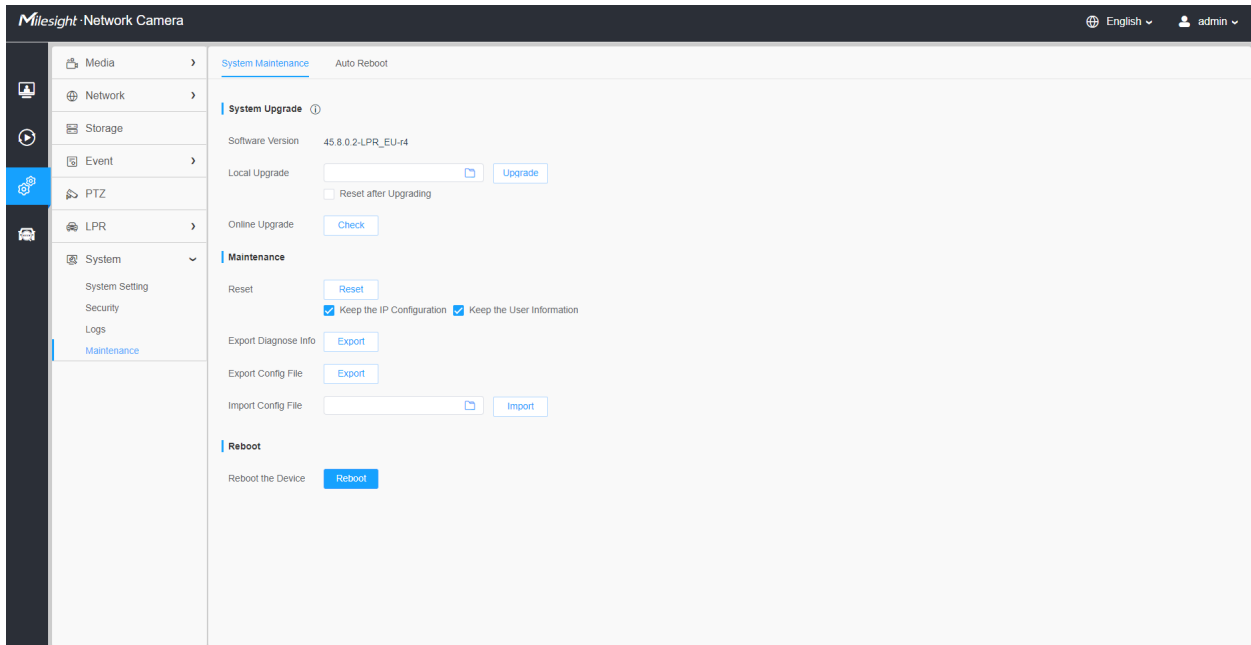 Milesight · Network Camera
English
admin
Media
Network
Storage
Event
PTZ
LPR
System
System Setting
Security
Logs
Maintenance
System Maintenance Auto Reboot
System Upgrade
Software Version 45.8.0.2-LPR_EU-r4
Local Upgrade Upgrade
Reset after Upgrading
Online Upgrade Check
Maintenance
Reset Reset
Keep the IP Configuration Keep the User Information
Export Diagnose Info Export
Export Config File Export
Import Config File Import
Reboot
Reboot the Device Reboot